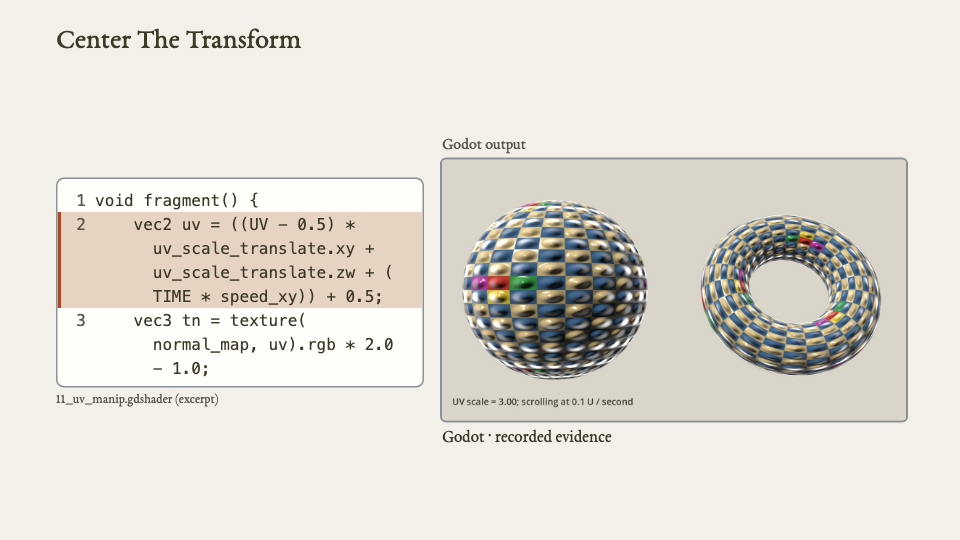 Center The Transform
1 void fragment() {
2 vec2 uv = ((UV − 0.5) *
uv_scale_translate.xy +
uv_scale_translate.zw + (
TIME * speed_xy)) + 0.5;
3 vec3 tn = texture(
normal_map, uv).rgb * 2.0
− 1.0;
11_uv_manip.gdshader (excerpt)
Godot output
UV scale = 3.00; scrolling at 0.1 U / second
Godot · recorded evidence